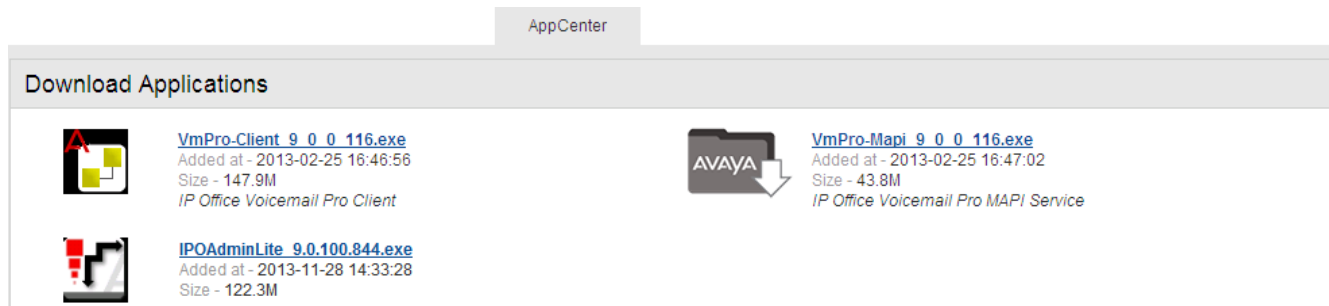 AppCenter
Download Applications
VmPro-Client_9_0_0_116.exe
Added at - 2013-02-25 16:46:56
Size - 147.9M
IP Office Voicemail Pro Client
AVAYA
VmPro-Mapi_9_0_0_116.exe
Added at - 2013-02-25 16:47:02
Size - 43.8M
IP Office Voicemail Pro MAPI Service
IPOAdminLite_9.0.100.844.exe
Added at - 2013-11-28 14:33:28
Size - 122.3M